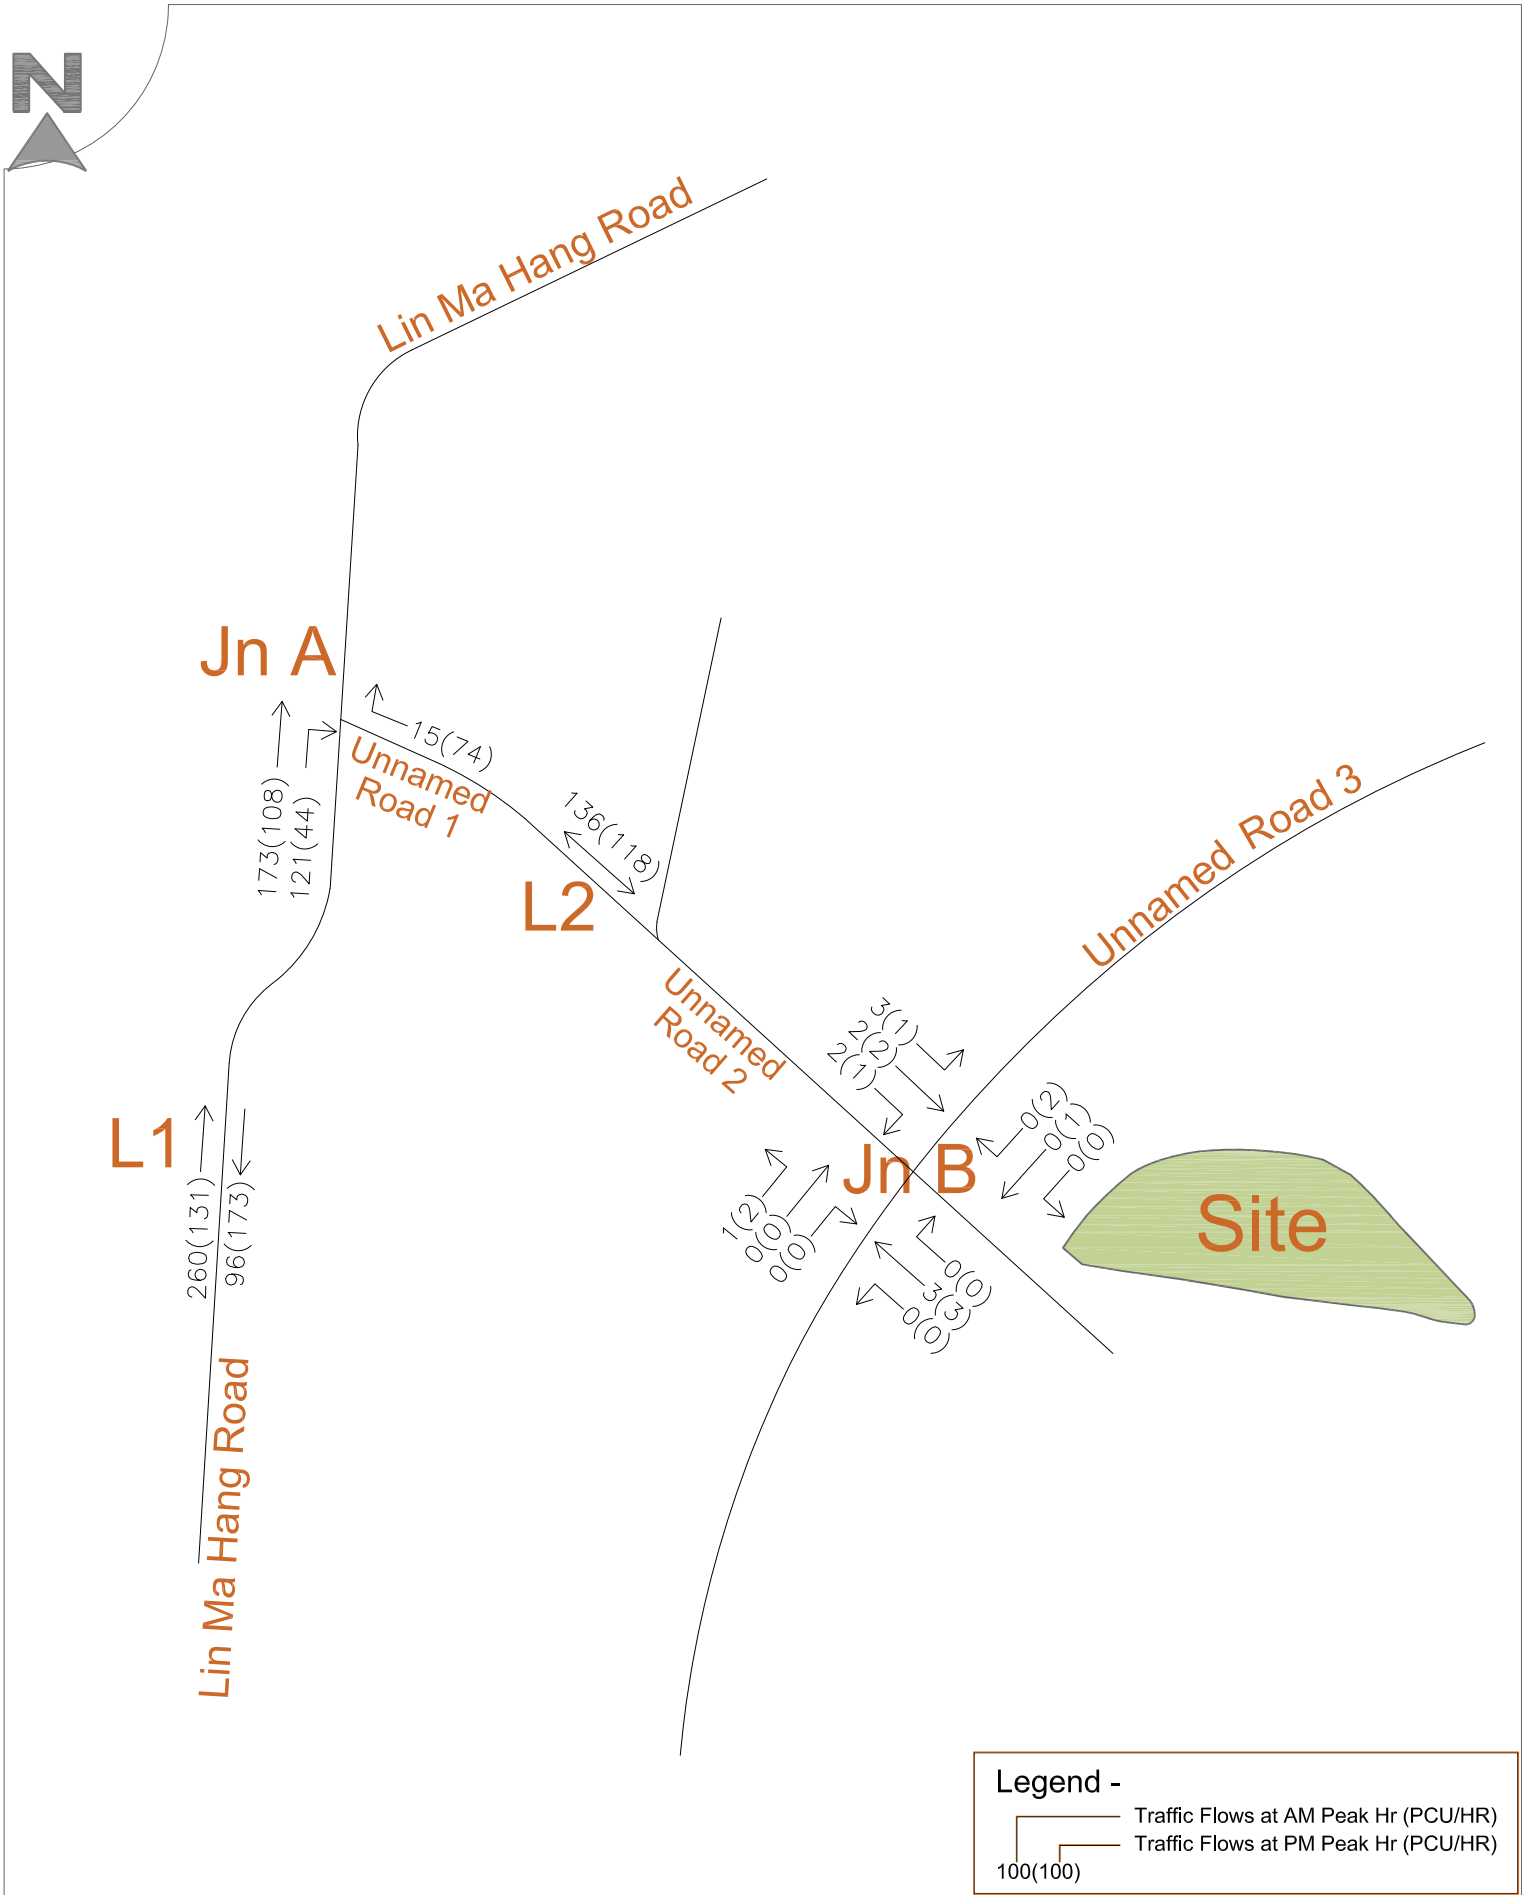 N
Lin Ma Hang Road
Jn A
15(74)
Unnamed
Road 1
173(108)
121(44)
136(118)
L2
Unnamed Road 3
Unnamed
Road 2
3(1)
2(2)
2(1)
L1
260(131)
96(173)
Jn B
0(2)
0(1)
0(0)
1(2)
0(0)
0(0)
Site
0(0)
3(3)
0(0)
Lin Ma Hang Road
Legend -
Traffic Flows at AM Peak Hr (PCU/HR)
Traffic Flows at PM Peak Hr (PCU/HR)
100(100)